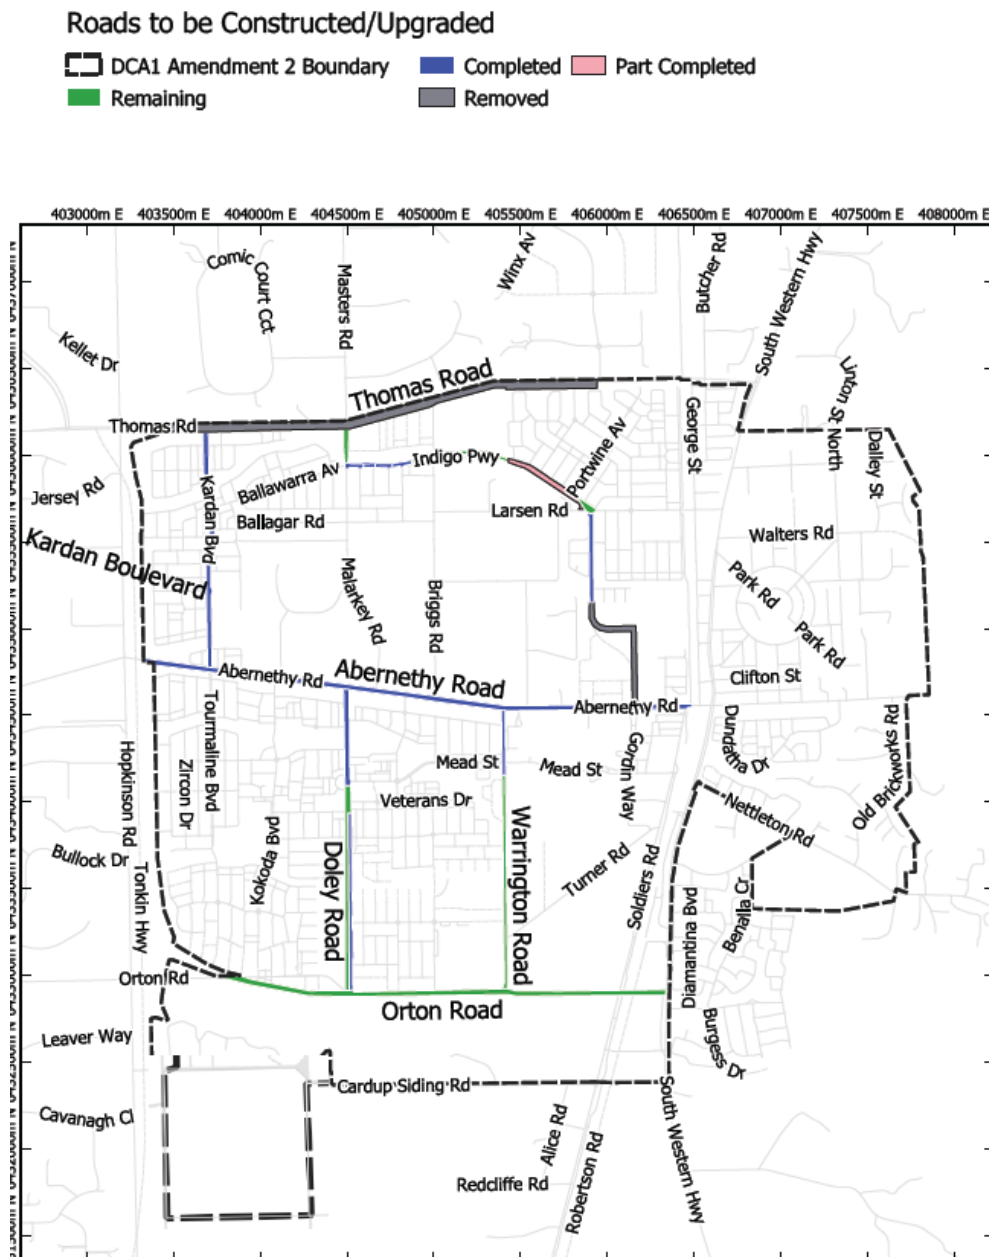 Roads to be Constructed/Upgraded
DCA1 Amendment 2 Boundary
Completed
Part Completed
Remaining
Removed
403000m E
403500m E
404000m E
404500m E
405000m E
405500m E
406000m E
406500m E
407000m E
407500m E
408000m E
Comic Court Cct
Masters Rd
Winx Av
Butcher Rd
South Western Hwy
Kellet Dr
Thomas Road
Linton St North
Thomas Rd
George St
Dalley St
Portwine Av
Indigo Pwy
Ballawarra Av
Jersey Rd
Kardan Bvd
Larsen Rd
Ballagar Rd
Walters Rd
Kardan Boulevard
Malarkey Rd
Briggs Rd
Park Rd
Park Rd
Abernethy Rd
Abernethy Road
Clifton St
Abernethy Rd
Tourmaline Bvd
Dundatha Dr
Old Brickworks Rd
Hopkinson Rd
Zircon Dr
Mead St
Mead St
Gordin Way
Veterans Dr
Nettleton Rd
Kokoda Bvd
Warrington Road
Bullock Dr
Doley Road
Turner Rd
Soldiers Rd
Tonkin Hwy
Diamantina Bvd
Benalla Cr
Orton Rd
Orton Road
Leaver Way
Burgess Dr
Cardup Siding Rd
South Western Hwy
Cavanagh Cl
Alice Rd
Robertson Rd
Redcliffe Rd